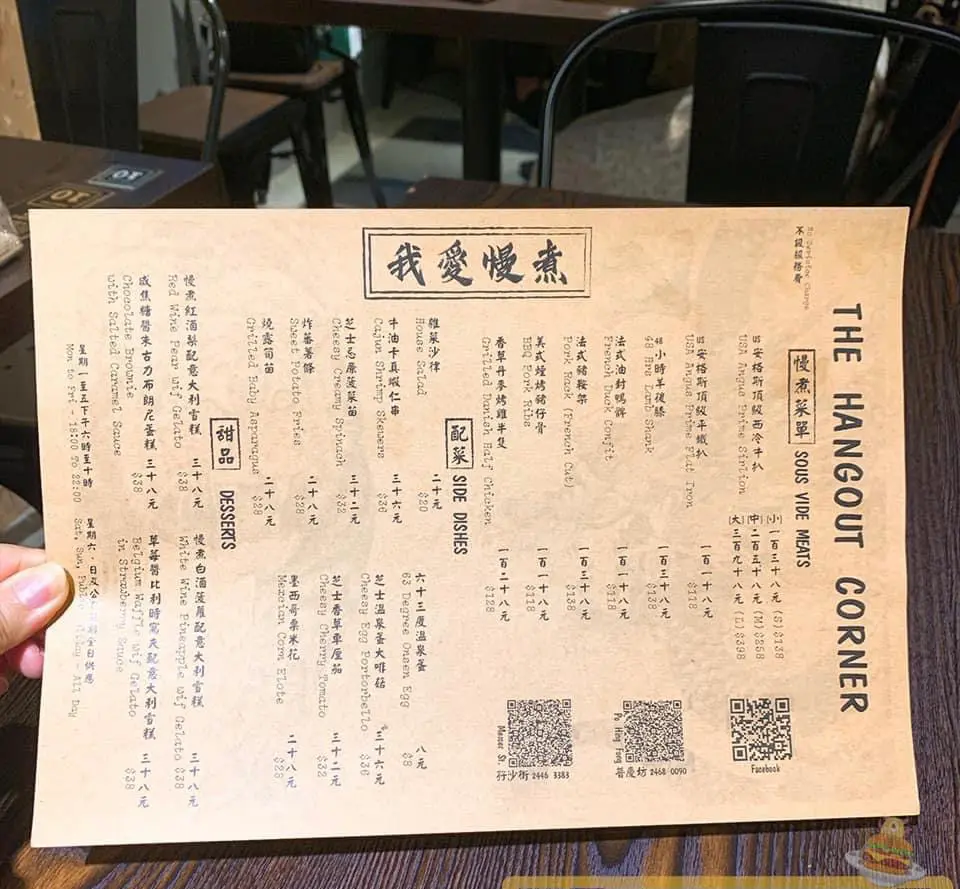 我愛慢煮
THE HANGOUT CORNER
No Service Charge
不設服務費
慢煮菜單 SOUS VIDE MEATS
安格斯頂級西冷牛扒
USA Angus Prime Sirloin
(小) 一百三十八元 (S) $138
(中) 二百五十八元 (M) $258
(大) 三百九十八元 (L) $398
安格斯頂級平鐵扒 一百一十八元
USA Angus Prime Flat Iron $118
48小時羊後膝 一百三十八元
48 Hrs Lamb Shank $138
法式油封鴨髀 一百一十八元
French Duck Confit $118
法式豬鞍架 一百三十八元
Pork Rack (French Cut) $138
美式煙烤豬仔骨 一百一十八元
BBQ Pork Ribs $118
香草丹麥烤雞半隻 一百二十八元
Grilled Danish Half Chicken $128
Facebook
Po Hing Fong
普慶坊 2468 0090
Mercer St.
孖沙街 2446 3383
配菜 SIDE DISHES
雜菜沙律 二十元
House Salad $20
牛油卡真蝦仁串 三十六元
Cajun Shrimp Skewers $36
芝士忌廉菠菜苗 三十二元
Cheesy Creamy Spinach $32
炸蕃薯條 二十八元
Sweet Potato Fries $28
燒露笛苗 二十八元
Grilled Baby Asparagus $28
六十三度溫泉蛋 八元
63 Degree Onsen Egg $8
芝士溫泉蛋大啡菇 三十六元
Cheesy Egg Portorbello $36
芝士香草車厘茄 三十二元
Cheesy Cherry Tomato $32
墨西哥粟米花 二十八元
Mexican Corn Elote $28
甜品 DESSERTS
慢煮紅酒梨配意大利雪糕 三十八元
Red Wine Pear wif Gelato $38
咸焦糖醬朱古力布朗尼蛋糕 三十八元
Chocolate Brownie $38
with Salted Caramel Sauce
慢煮白酒菠蘿配意大利雪糕 三十八元
White Wine Pineapple wif Gelato $38
草莓醬比利時窩夫配意大利雪糕 三十八元
Belgium Waffle wif Gelato $38
in Strawberry Sauce
星期一至五下午六時至十時
Mon to Fri - 18:00 To 22:00
星期六,日及公眾假期全日供應
Sat, Sun, Public Holiday - All Day
OT
OT